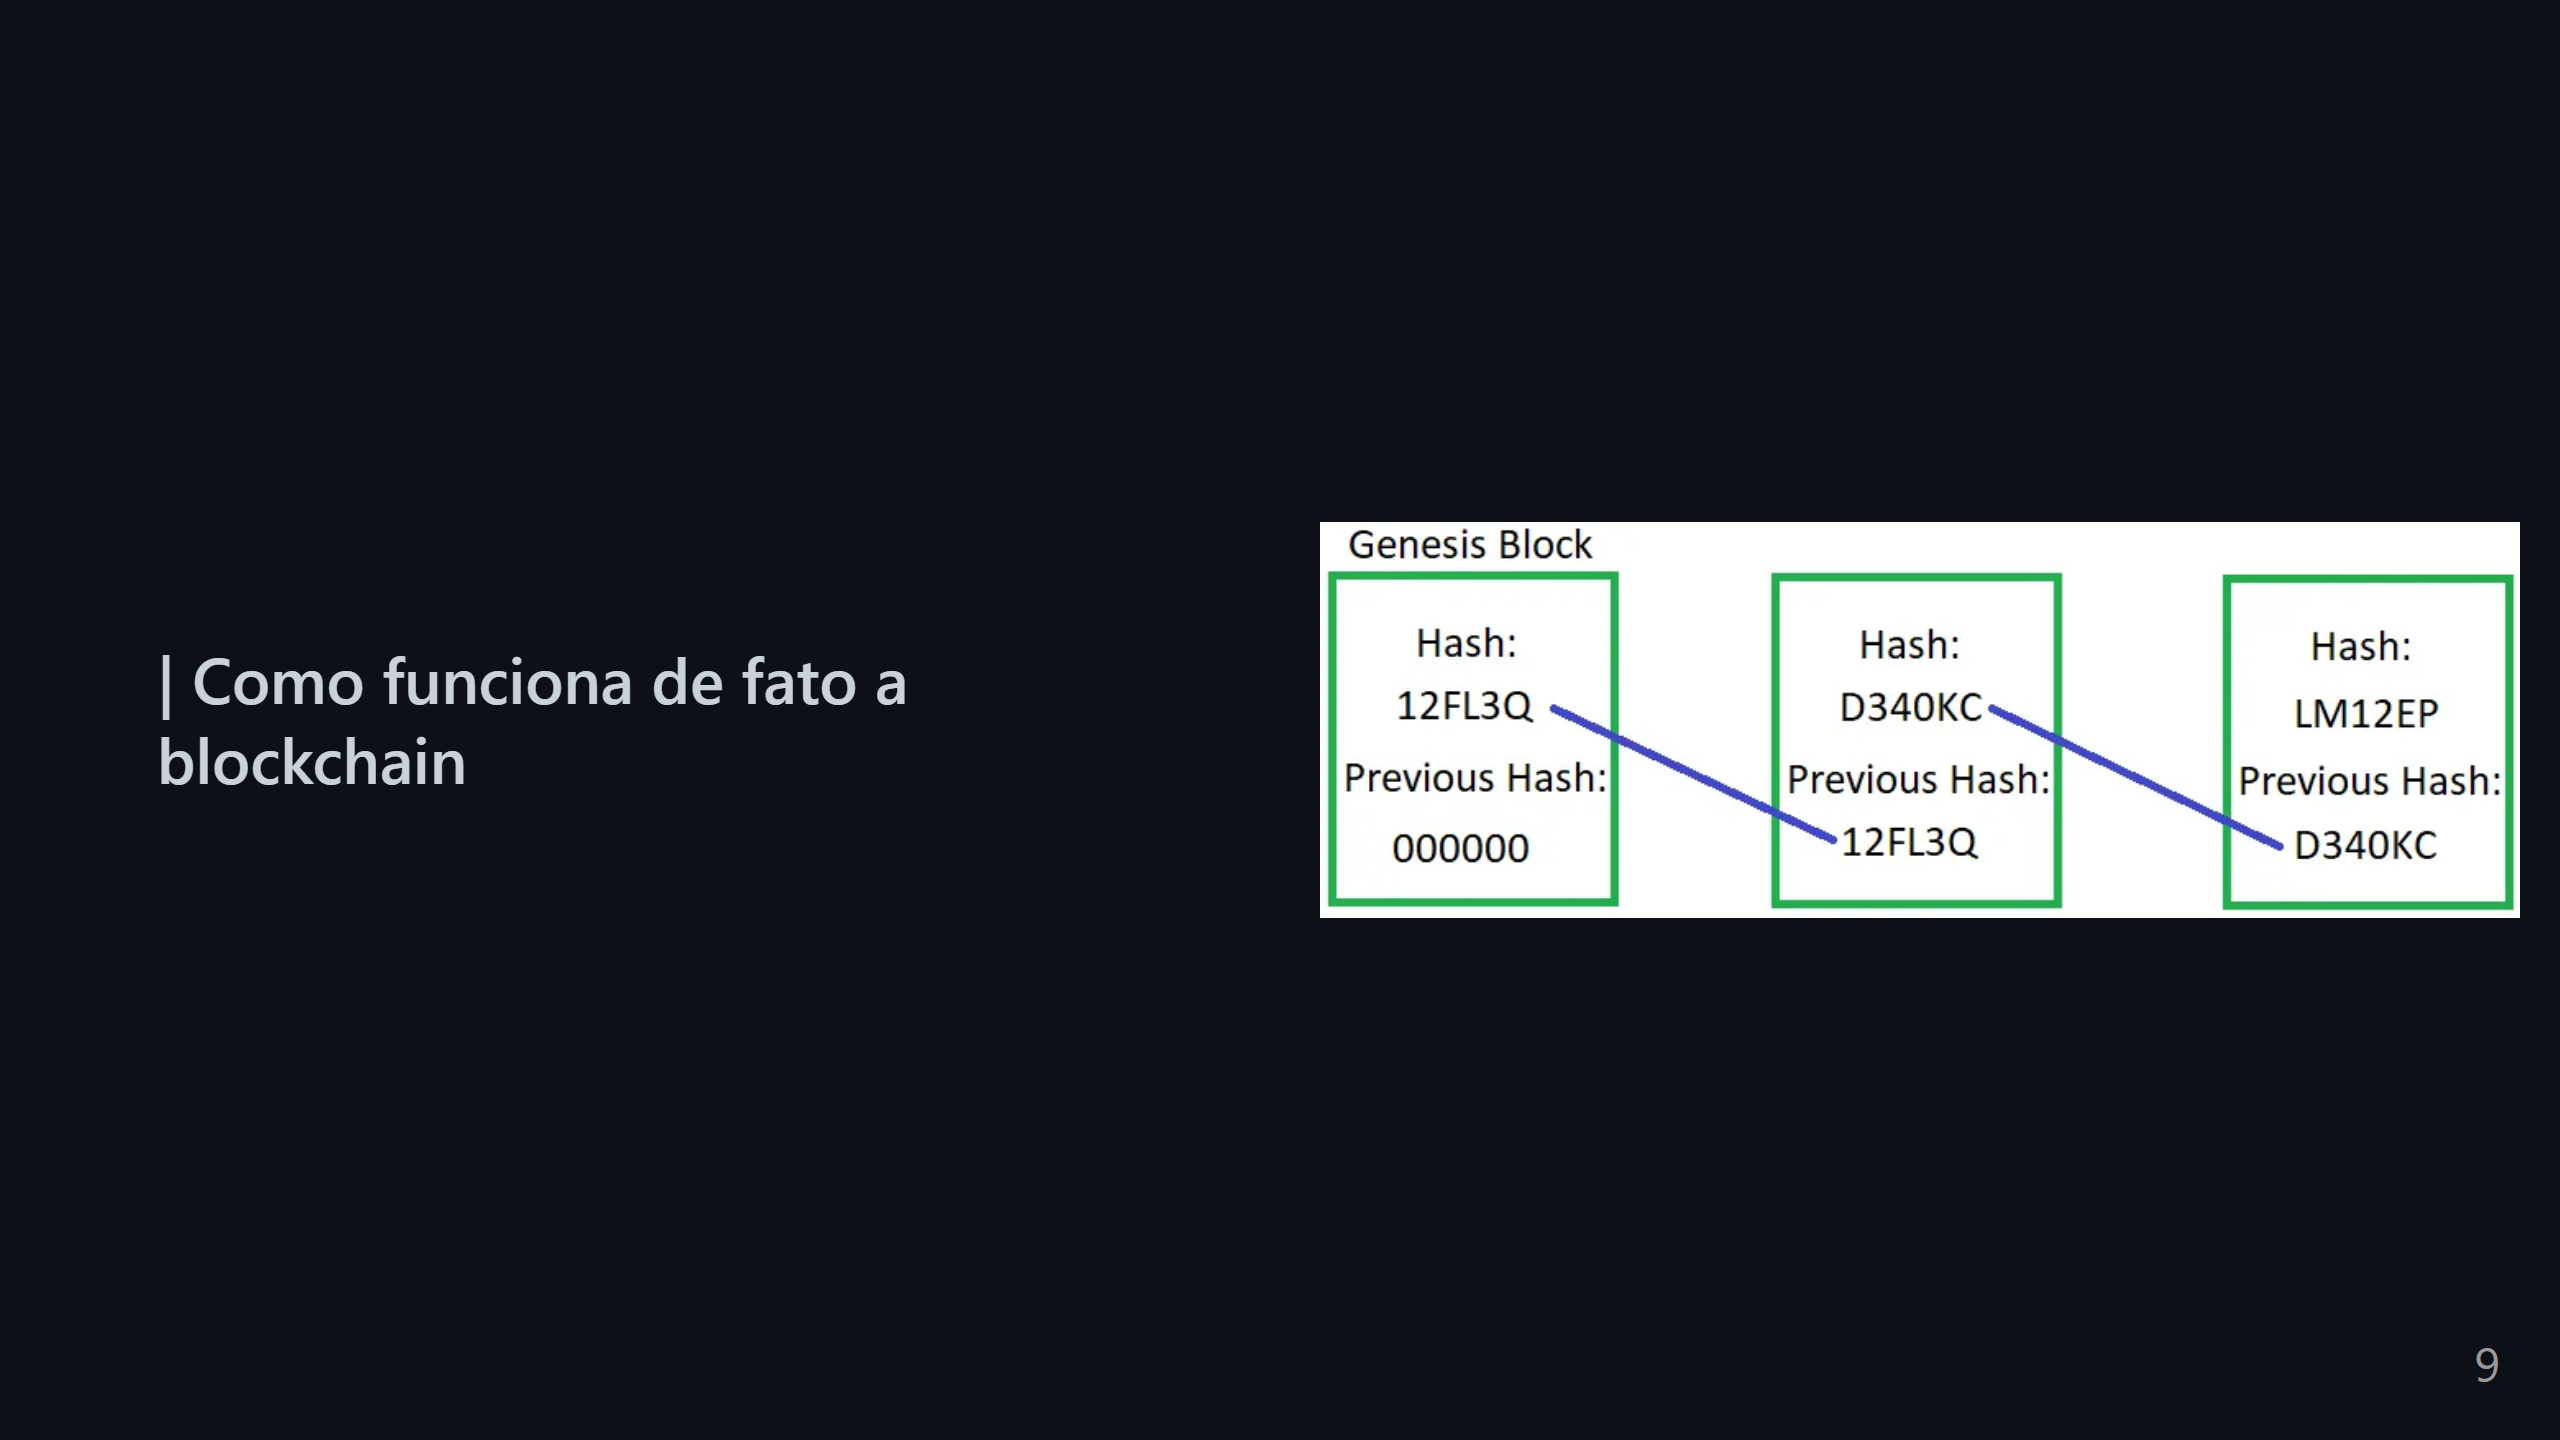 | Como funciona de fato a
blockchain
Genesis Block
Hash:
12FL3Q
Previous Hash:
000000
Hash:
D340KC
Previous Hash:
12FL3Q
Hash:
LM12EP
Previous Hash:
D340KC
9